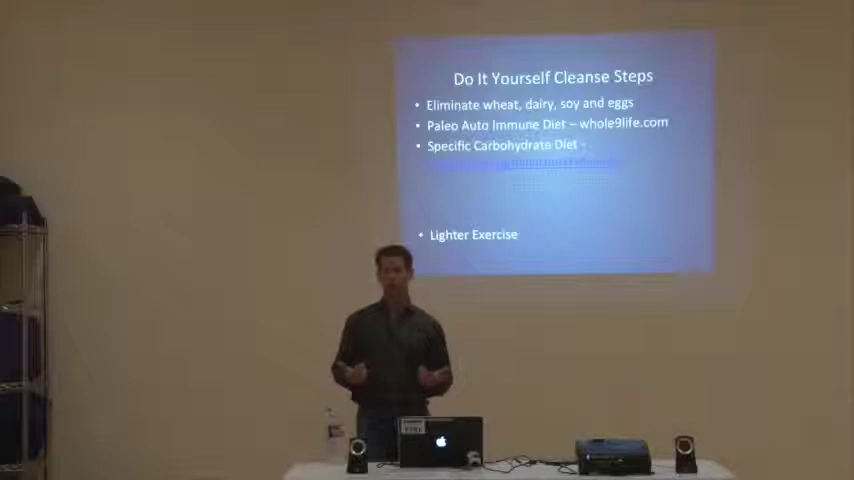 Do It Yourself Cleanse Steps
• Eliminate wheat, dairy, soy and eggs
• Paleo Auto Immune Diet – whole9life.com
• Specific Carbohydrate Diet -
• Lighter Exercise